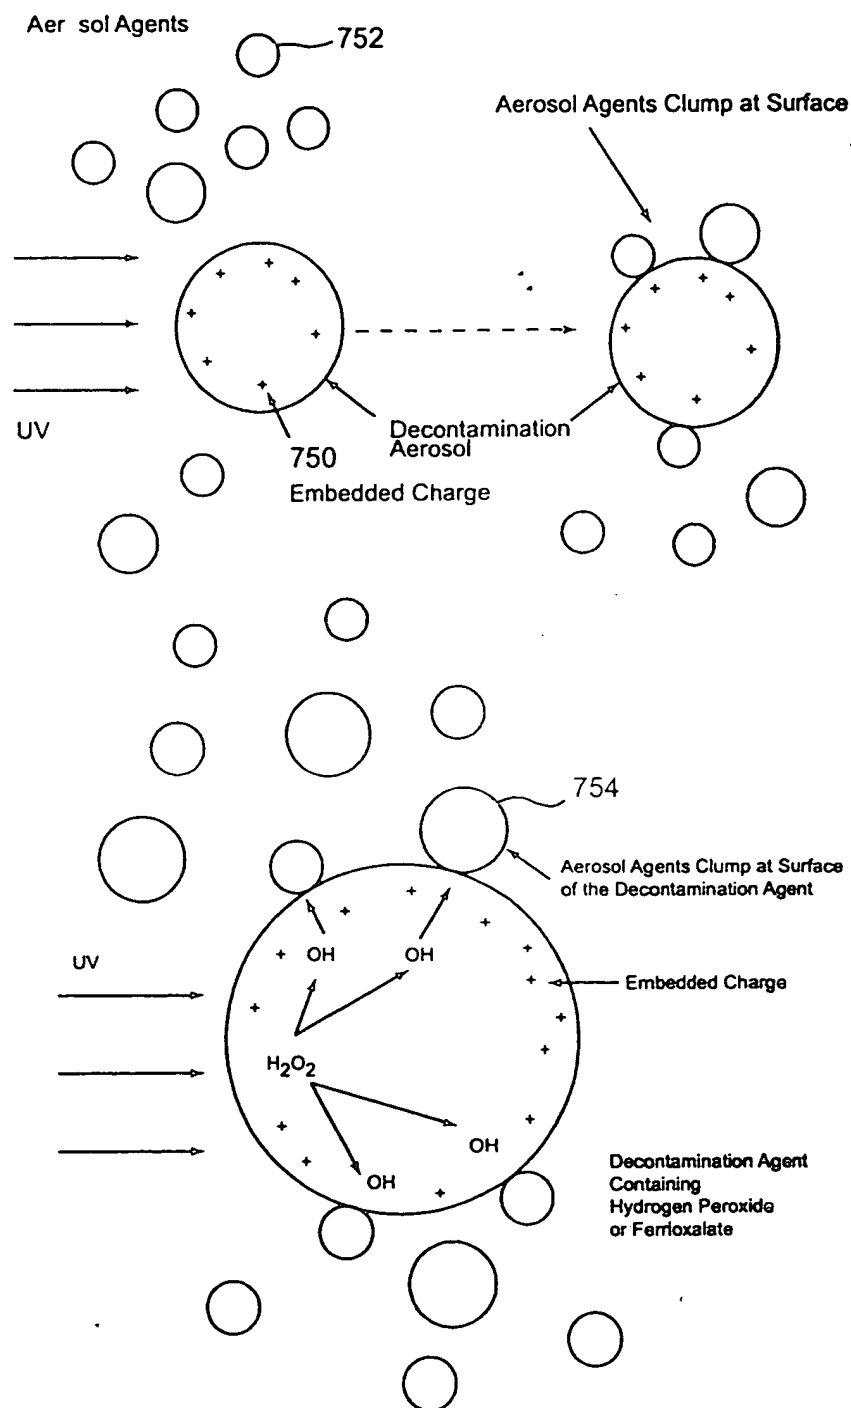 Aer sol Agents
752
Aerosol Agents Clump at Surface
UV
Decontamination
Aerosol
750
Embedded Charge
754
Aerosol Agents Clump at Surface
of the Decontamination Agent
UV
OH
OH
Embedded Charge
H2O2
OH
OH
Decontamination Agent
Containing
Hydrogen Peroxide
or Ferrioxalate